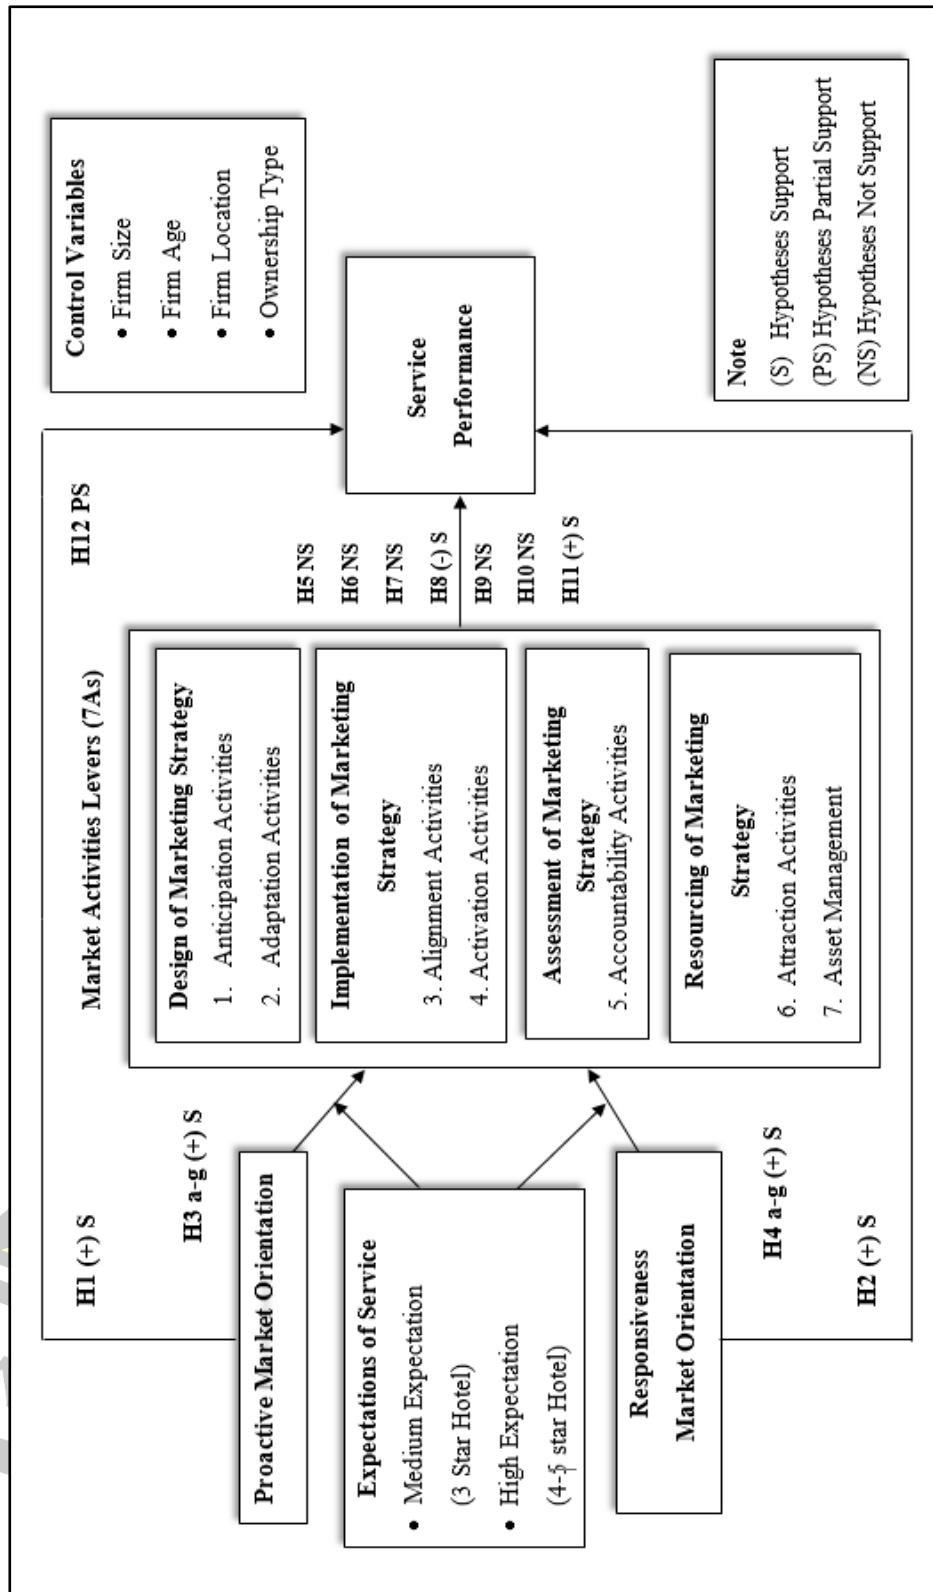 H1 (+) S
H3 a-g (+) S
Proactive Market Orientation
Expectations of Service
• Medium Expectation
(3 Star Hotel)
• High Expectation
(4-5 star Hotel)
Responsiveness
Market Orientation
H4 a-g (+) S
H2 (+) S
Market Activities Levers (7As)
Design of Marketing Strategy
1. Anticipation Activities
2. Adaptation Activities
Implementation of Marketing
Strategy
3. Alignment Activities
4. Activation Activities
Assessment of Marketing
Strategy
5. Accountability Activities
Resourcing of Marketing
Strategy
6. Attraction Activities
7. Asset Management
H12 PS
H5 NS
H6 NS
H7 NS
H8 (-) S
H9 NS
H10 NS
H11 (+) S
Service
Performance
Control Variables
• Firm Size
• Firm Age
• Firm Location
• Ownership Type
Note
(S) Hypotheses Support
(PS) Hypotheses Partial Support
(NS) Hypotheses Not Support